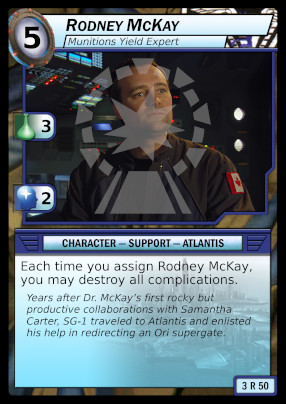 5
RODNEY MCKAY
Munitions Yield Expert
3
2
CHARACTER – SUPPORT – ATLANTIS
Each time you assign Rodney McKay,
you may destroy all complications.
Years after Dr. McKay's first rocky but
productive collaborations with Samantha
Carter, SG-1 traveled to Atlantis and enlisted
his help in redirecting an Ori supergate.
3 R 50